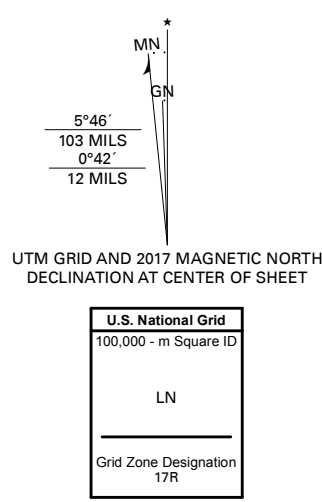 MN
GN
5°46´
103 MILS
0°42´
12 MILS
UTM GRID AND 2017 MAGNETIC NORTH
DECLINATION AT CENTER OF SHEET
U.S. National Grid
100,000 - m Square ID
LN
Grid Zone Designation
17R